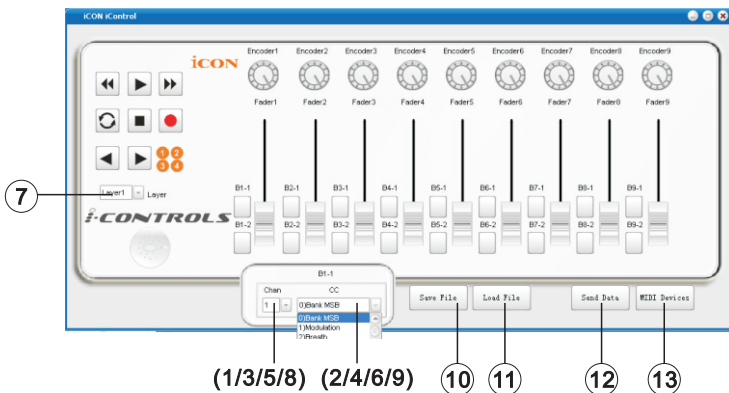 iCON iControl
iCON
Encoder1 Encoder2 Encoder3 Encoder4 Encoder5 Encoder6 Encoder7 Encoder8 Encoder9
Fader1 Fader2 Fader3 Fader4 Fader5 Fader6 Fader7 Fader8 Fader9
1 2
3 4
7
Layer1 Layer
B1-1 B2-1 B3-1 B4-1 B5-1 B6-1 B7-1 B8-1 B9-1
i-CONTROLS
B1-2 B2-2 B3-2 B4-2 B5-2 B6-2 B7-2 B8-2 B9-2
B1-1
Chan CC
1 0)Bank MSB
0)Bank MSB
1)Modulation
2)Breath
Save File Load File Send Data MIDI Devices
(1/3/5/8) (2/4/6/9) 10 11 12 13